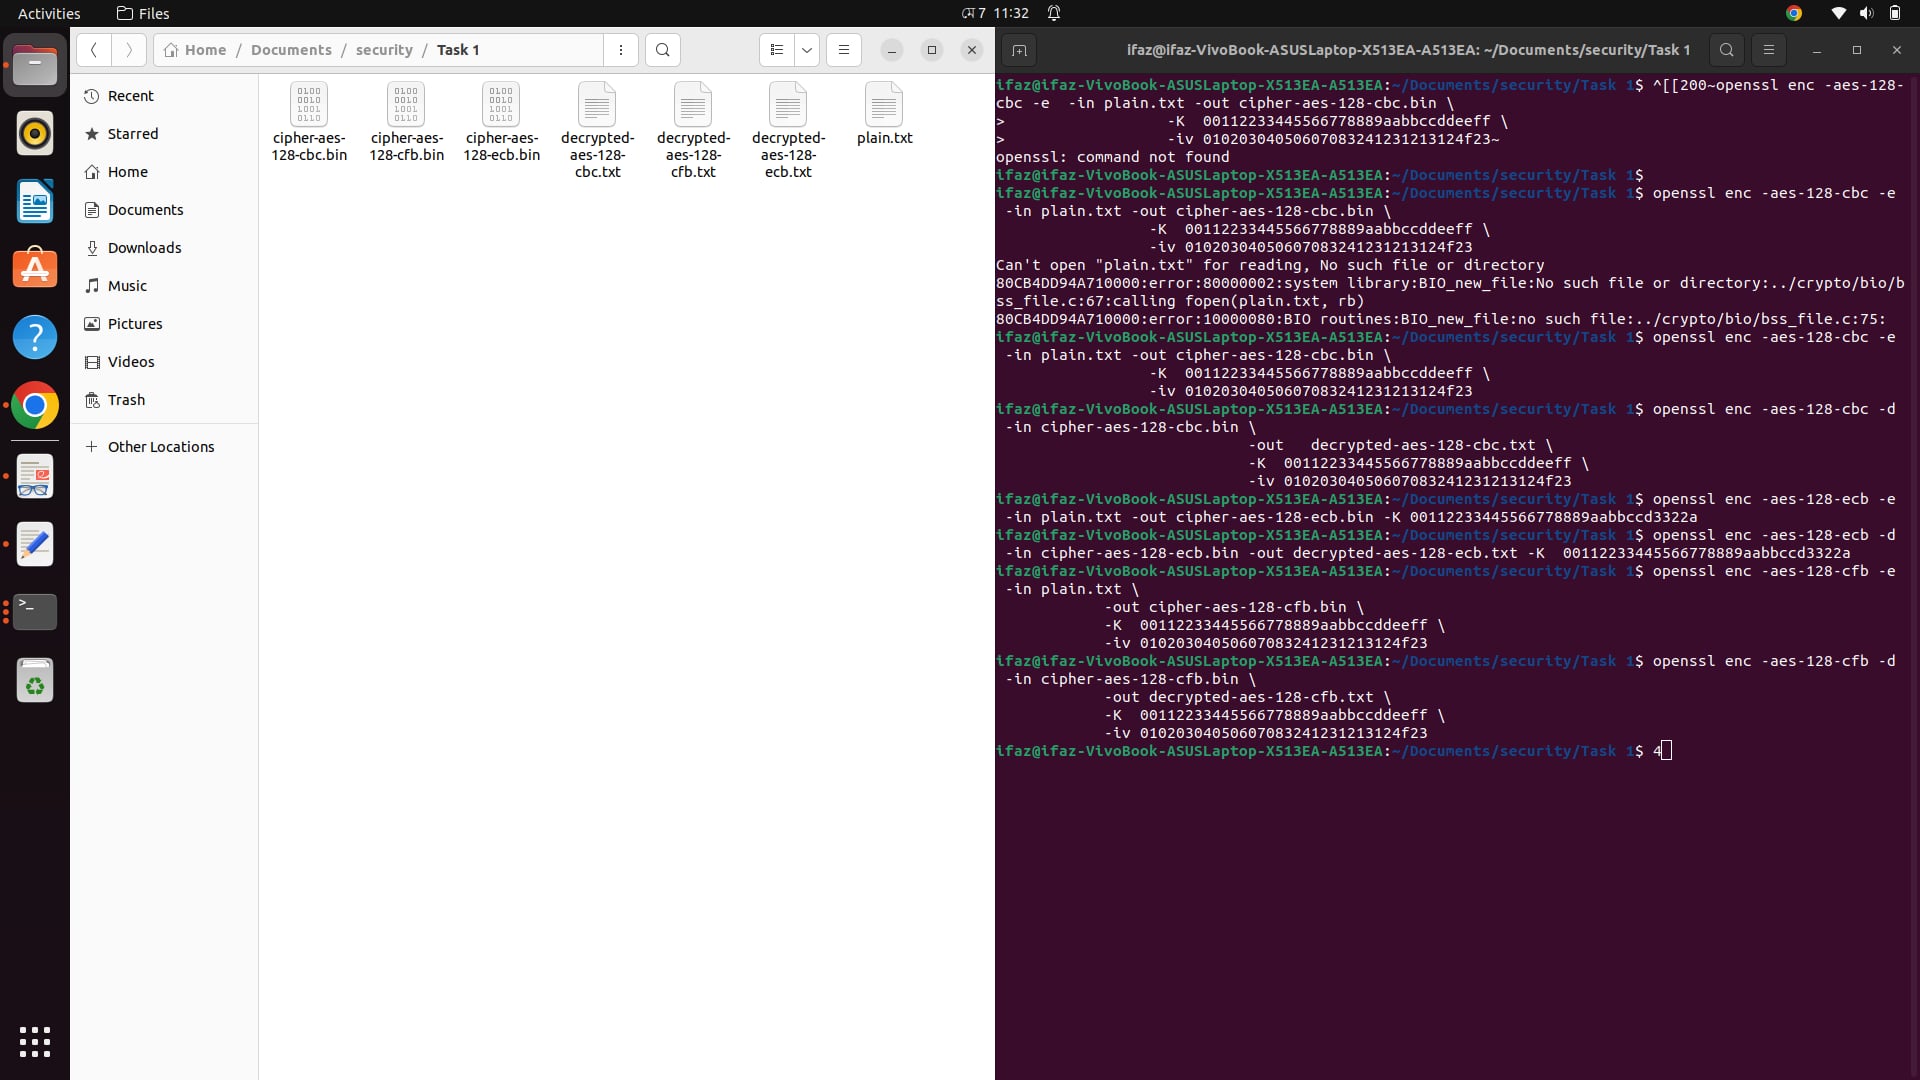 Activities
Files
মে 7 11:32
Home / Documents / security / Task 1
ifaz@ifaz-VivoBook-ASUSLaptop-X513EA-A513EA: ~/Documents/security/Task 1
Recent
Starred
Home
Documents
Downloads
Music
Pictures
Videos
Trash
Other Locations
cipher-aes-
128-cbc.bin
cipher-aes-
128-cfb.bin
cipher-aes-
128-ecb.bin
decrypted-
aes-128-
cbc.txt
decrypted-
aes-128-
cfb.txt
decrypted-
aes-128-
ecb.txt
plain.txt
ifaz@ifaz-VivoBook-ASUSLaptop-X513EA-A513EA:~/Documents/security/Task 1$ ^[[200~openssl enc -aes-128-
cbc -e  -in plain.txt -out cipher-aes-128-cbc.bin \
>                  -K  00112233445566778889aabbccddeeff \
>                  -iv 010203040506070832412312131​24f23~
openssl: command not found
ifaz@ifaz-VivoBook-ASUSLaptop-X513EA-A513EA:~/Documents/security/Task 1$
ifaz@ifaz-VivoBook-ASUSLaptop-X513EA-A513EA:~/Documents/security/Task 1$ openssl enc -aes-128-cbc -e
-in plain.txt -out cipher-aes-128-cbc.bin \
-K  00112233445566778889aabbccddeeff \
-iv 01020304050607083241231213124f23
Can't open "plain.txt" for reading, No such file or directory
80CB4DD94A710000:error:80000002:system library:BIO_new_file:No such file or directory:../crypto/bio/b
ss_file.c:67:calling fopen(plain.txt, rb)
80CB4DD94A710000:error:10000080:BIO routines:BIO_new_file:no such file:../crypto/bio/bss_file.c:75:
ifaz@ifaz-VivoBook-ASUSLaptop-X513EA-A513EA:~/Documents/security/Task 1$ openssl enc -aes-128-cbc -e
-in plain.txt -out cipher-aes-128-cbc.bin \
-K  00112233445566778889aabbccddeeff \
-iv 01020304050607083241231213124f23
ifaz@ifaz-VivoBook-ASUSLaptop-X513EA-A513EA:~/Documents/security/Task 1$ openssl enc -aes-128-cbc -d
-in cipher-aes-128-cbc.bin \
-out   decrypted-aes-128-cbc.txt \
-K  00112233445566778889aabbccddeeff \
-iv 01020304050607083241231213124f23
ifaz@ifaz-VivoBook-ASUSLaptop-X513EA-A513EA:~/Documents/security/Task 1$ openssl enc -aes-128-ecb -e
-in plain.txt -out cipher-aes-128-ecb.bin -K 00112233445566778889aabbccd3322a
ifaz@ifaz-VivoBook-ASUSLaptop-X513EA-A513EA:~/Documents/security/Task 1$ openssl enc -aes-128-ecb -d
-in cipher-aes-128-ecb.bin -out decrypted-aes-128-ecb.txt -K  00112233445566778889aabbccd3322a
ifaz@ifaz-VivoBook-ASUSLaptop-X513EA-A513EA:~/Documents/security/Task 1$ openssl enc -aes-128-cfb -e
-in plain.txt \
-out cipher-aes-128-cfb.bin \
-K  00112233445566778889aabbccddeeff \
-iv 01020304050607083241231213124f23
ifaz@ifaz-VivoBook-ASUSLaptop-X513EA-A513EA:~/Documents/security/Task 1$ openssl enc -aes-128-cfb -d
-in cipher-aes-128-cfb.bin \
-out decrypted-aes-128-cfb.txt \
-K  00112233445566778889aabbccddeeff \
-iv 01020304050607083241231213124f23
ifaz@ifaz-VivoBook-ASUSLaptop-X513EA-A513EA:~/Documents/security/Task 1$ 4